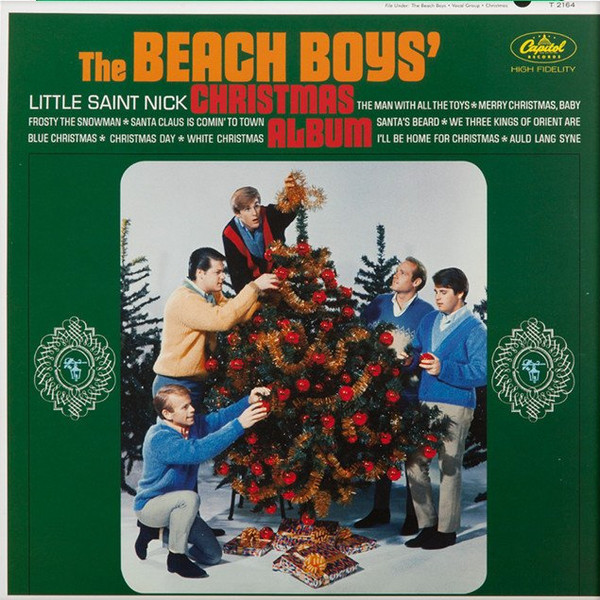 File Under: The Beach Boys • Vocal Group • Christmas
T 2164
The BEACH BOYS'
CHRISTMAS
ALBUM
Capitol
RECORDS
HIGH FIDELITY
LITTLE SAINT NICK
THE MAN WITH ALL THE TOYS * MERRY CHRISTMAS, BABY
FROSTY THE SNOWMAN * SANTA CLAUS IS COMIN' TO TOWN
SANTA'S BEARD * WE THREE KINGS OF ORIENT ARE
BLUE CHRISTMAS * CHRISTMAS DAY * WHITE CHRISTMAS
I'LL BE HOME FOR CHRISTMAS * AULD LANG SYNE